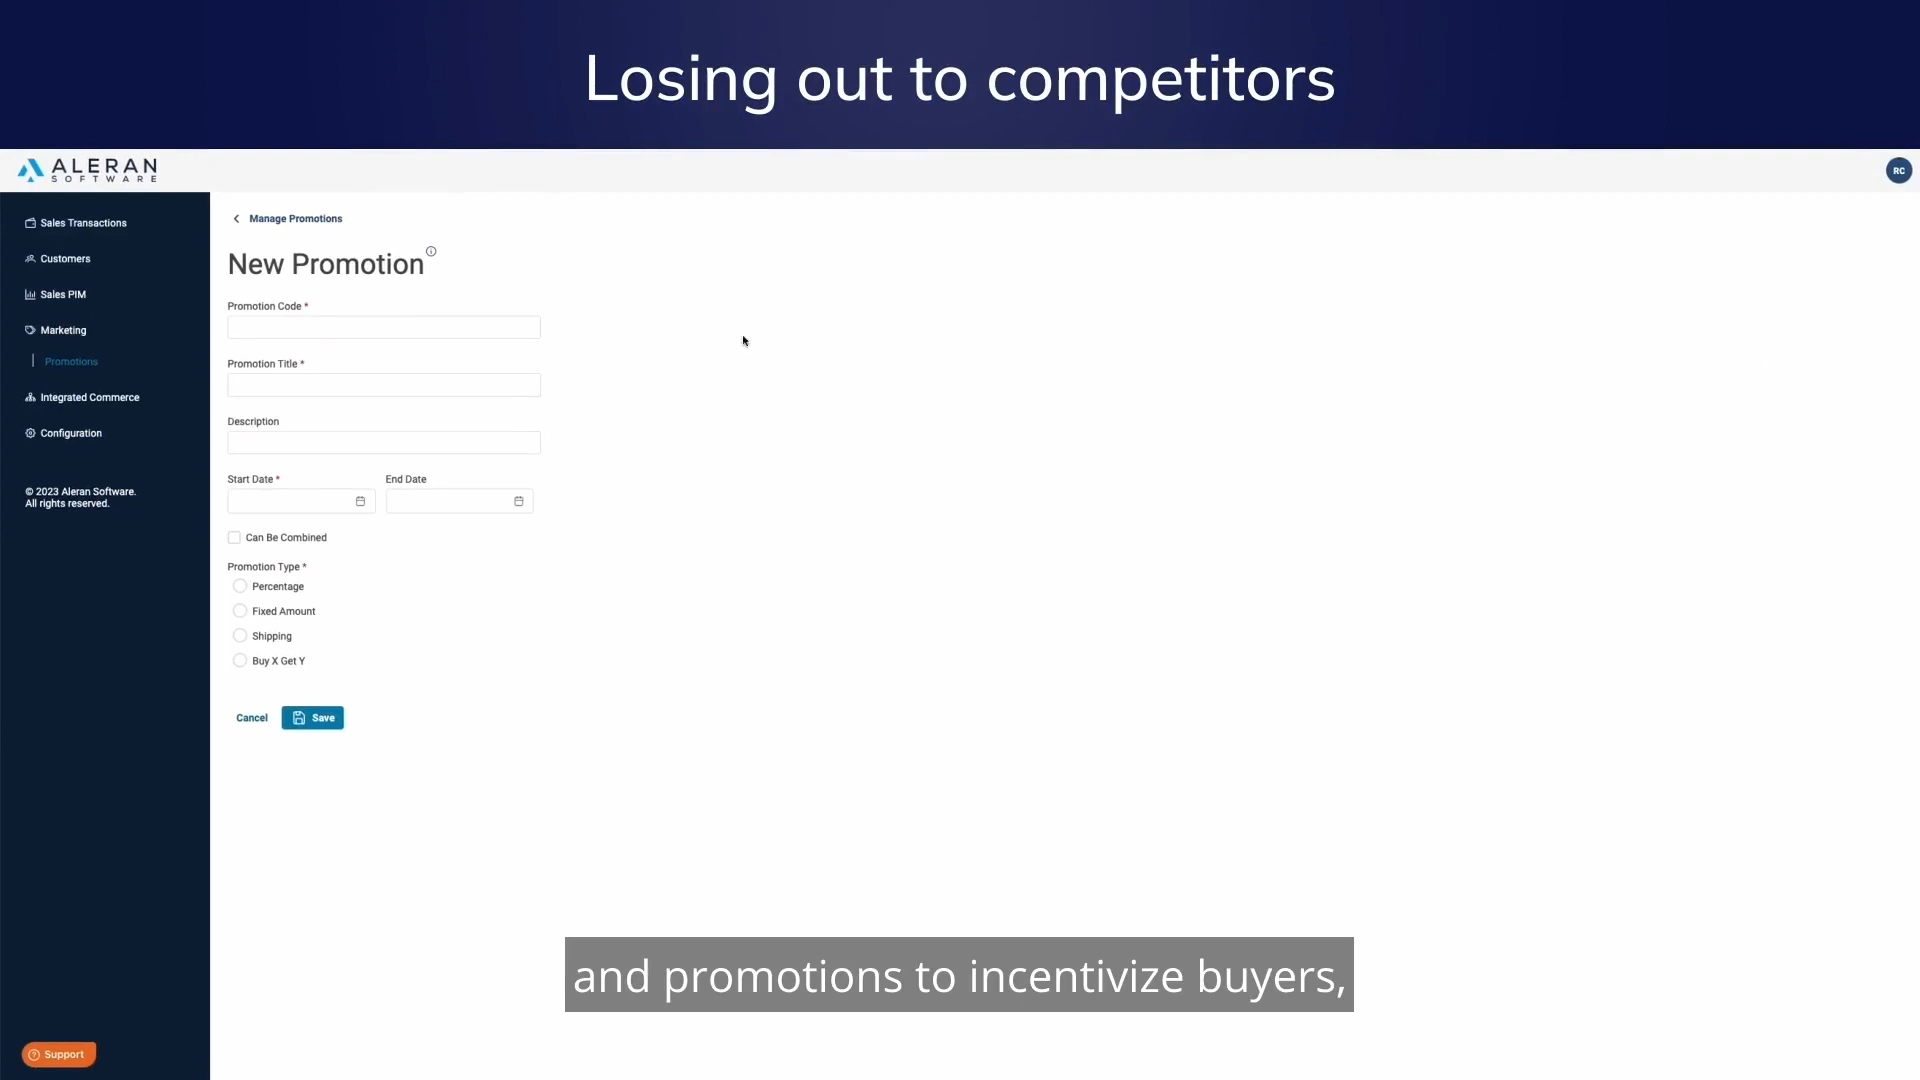 Losing out to competitors
ALERAN
SOFTWARE
RC
Sales Transactions
Customers
Sales PIM
Marketing
Promotions
Integrated Commerce
Configuration
© 2023 Aleran Software.
All rights reserved.
Support
Manage Promotions
New Promotion
Promotion Code *
Promotion Title *
Description
Start Date * End Date
Can Be Combined
Promotion Type *
Percentage
Fixed Amount
Shipping
Buy X Get Y
Cancel Save
and promotions to incentivize buyers,